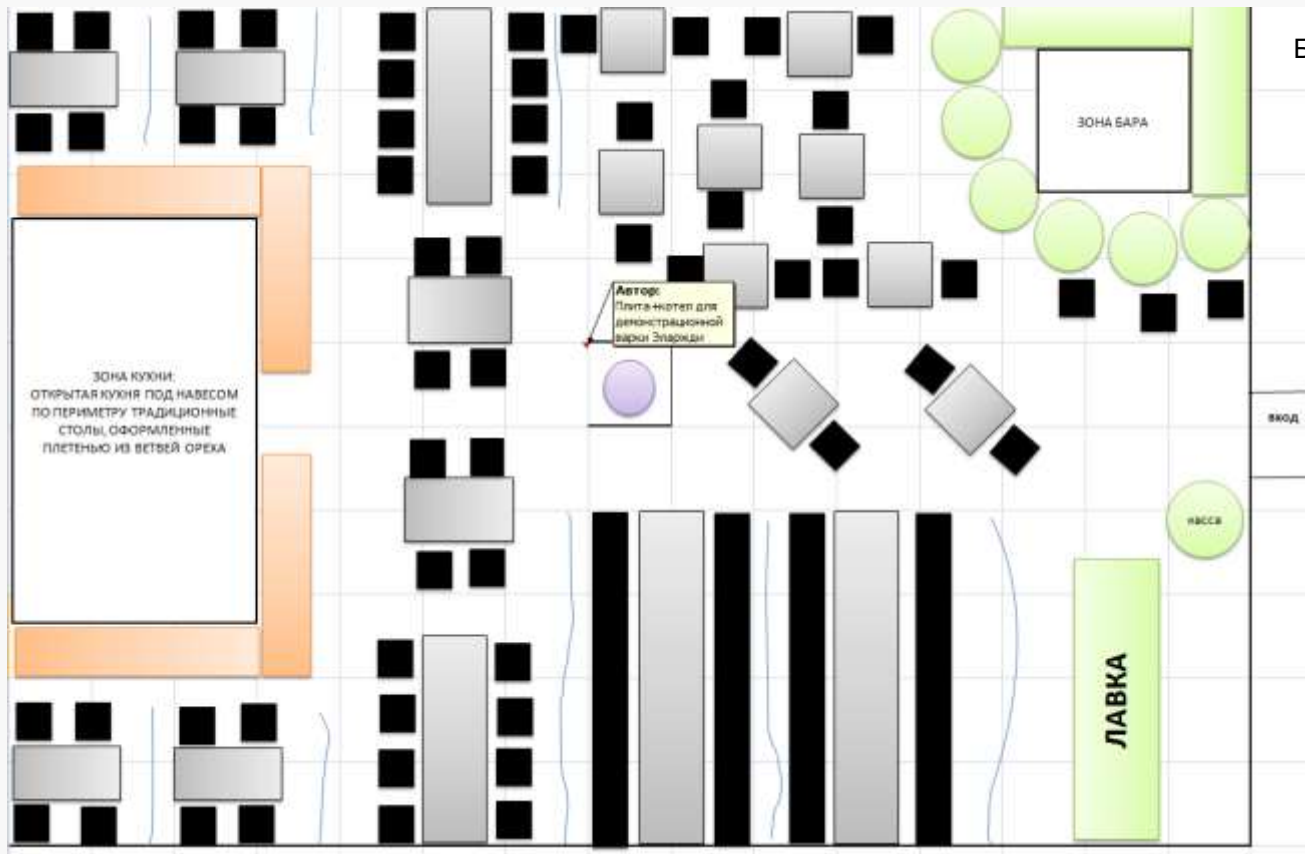 В
ЗОНА БАРА
Автор:
Плита+котел для
демонстрационной
варки Эларжди
ЗОНА КУХНИ:
ОТКРЫТАЯ КУХНЯ ПОД НАВЕСОМ
ПО ПЕРИМЕТРУ ТРАДИЦИОННЫЕ
СТОЛЫ, ОФОРМЛЕННЫЕ
ПЛЕТЕНЬЮ ИЗ ВЕТВЕЙ ОРЕХА
вход
касса
ЛАВКА